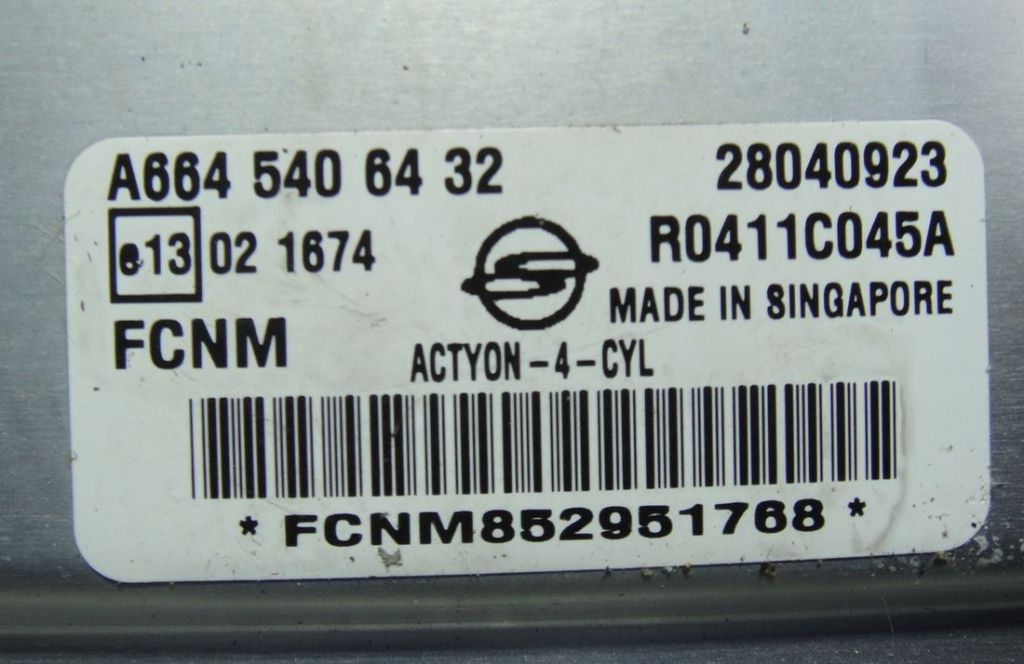 A664 540 64 32
28040923
e13 02 1674
R0411C045A
MADE IN SINGAPORE
FCNM
ACTYON-4-CYL
* FCNM852951768 *